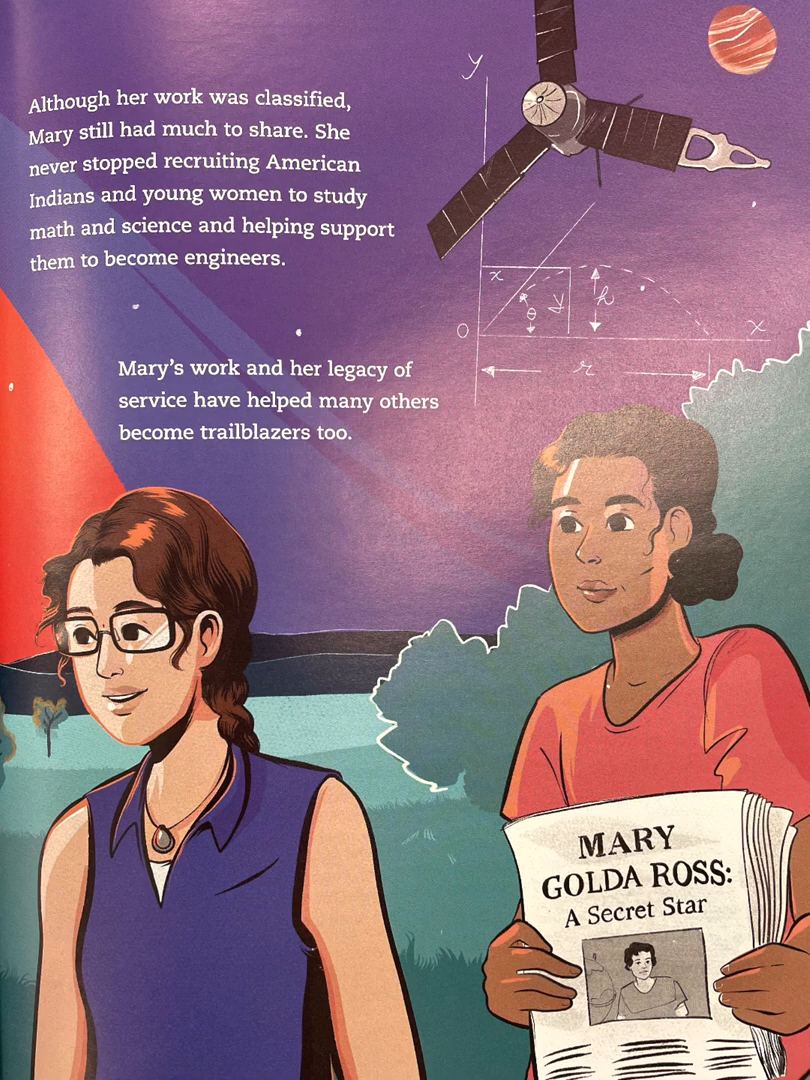 Although her work was classified,
Mary still had much to share. She
never stopped recruiting American
Indians and young women to study
math and science and helping support
them to become engineers.
y
x
θ
y
h
O
x
r
Mary's work and her legacy of
service have helped many others
become trailblazers too.
MARY
GOLDA ROSS:
A Secret Star